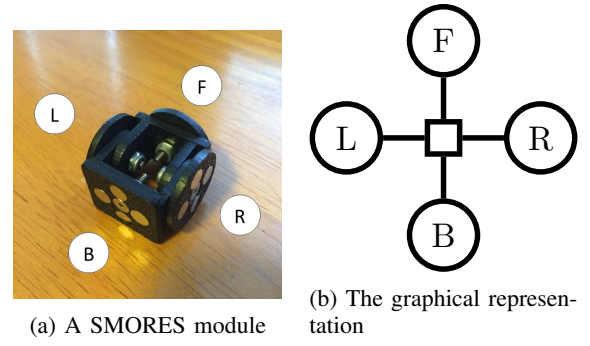 L
F
R
B
(a) A SMORES module
F
L
R
B
(b) The graphical represen-
tation